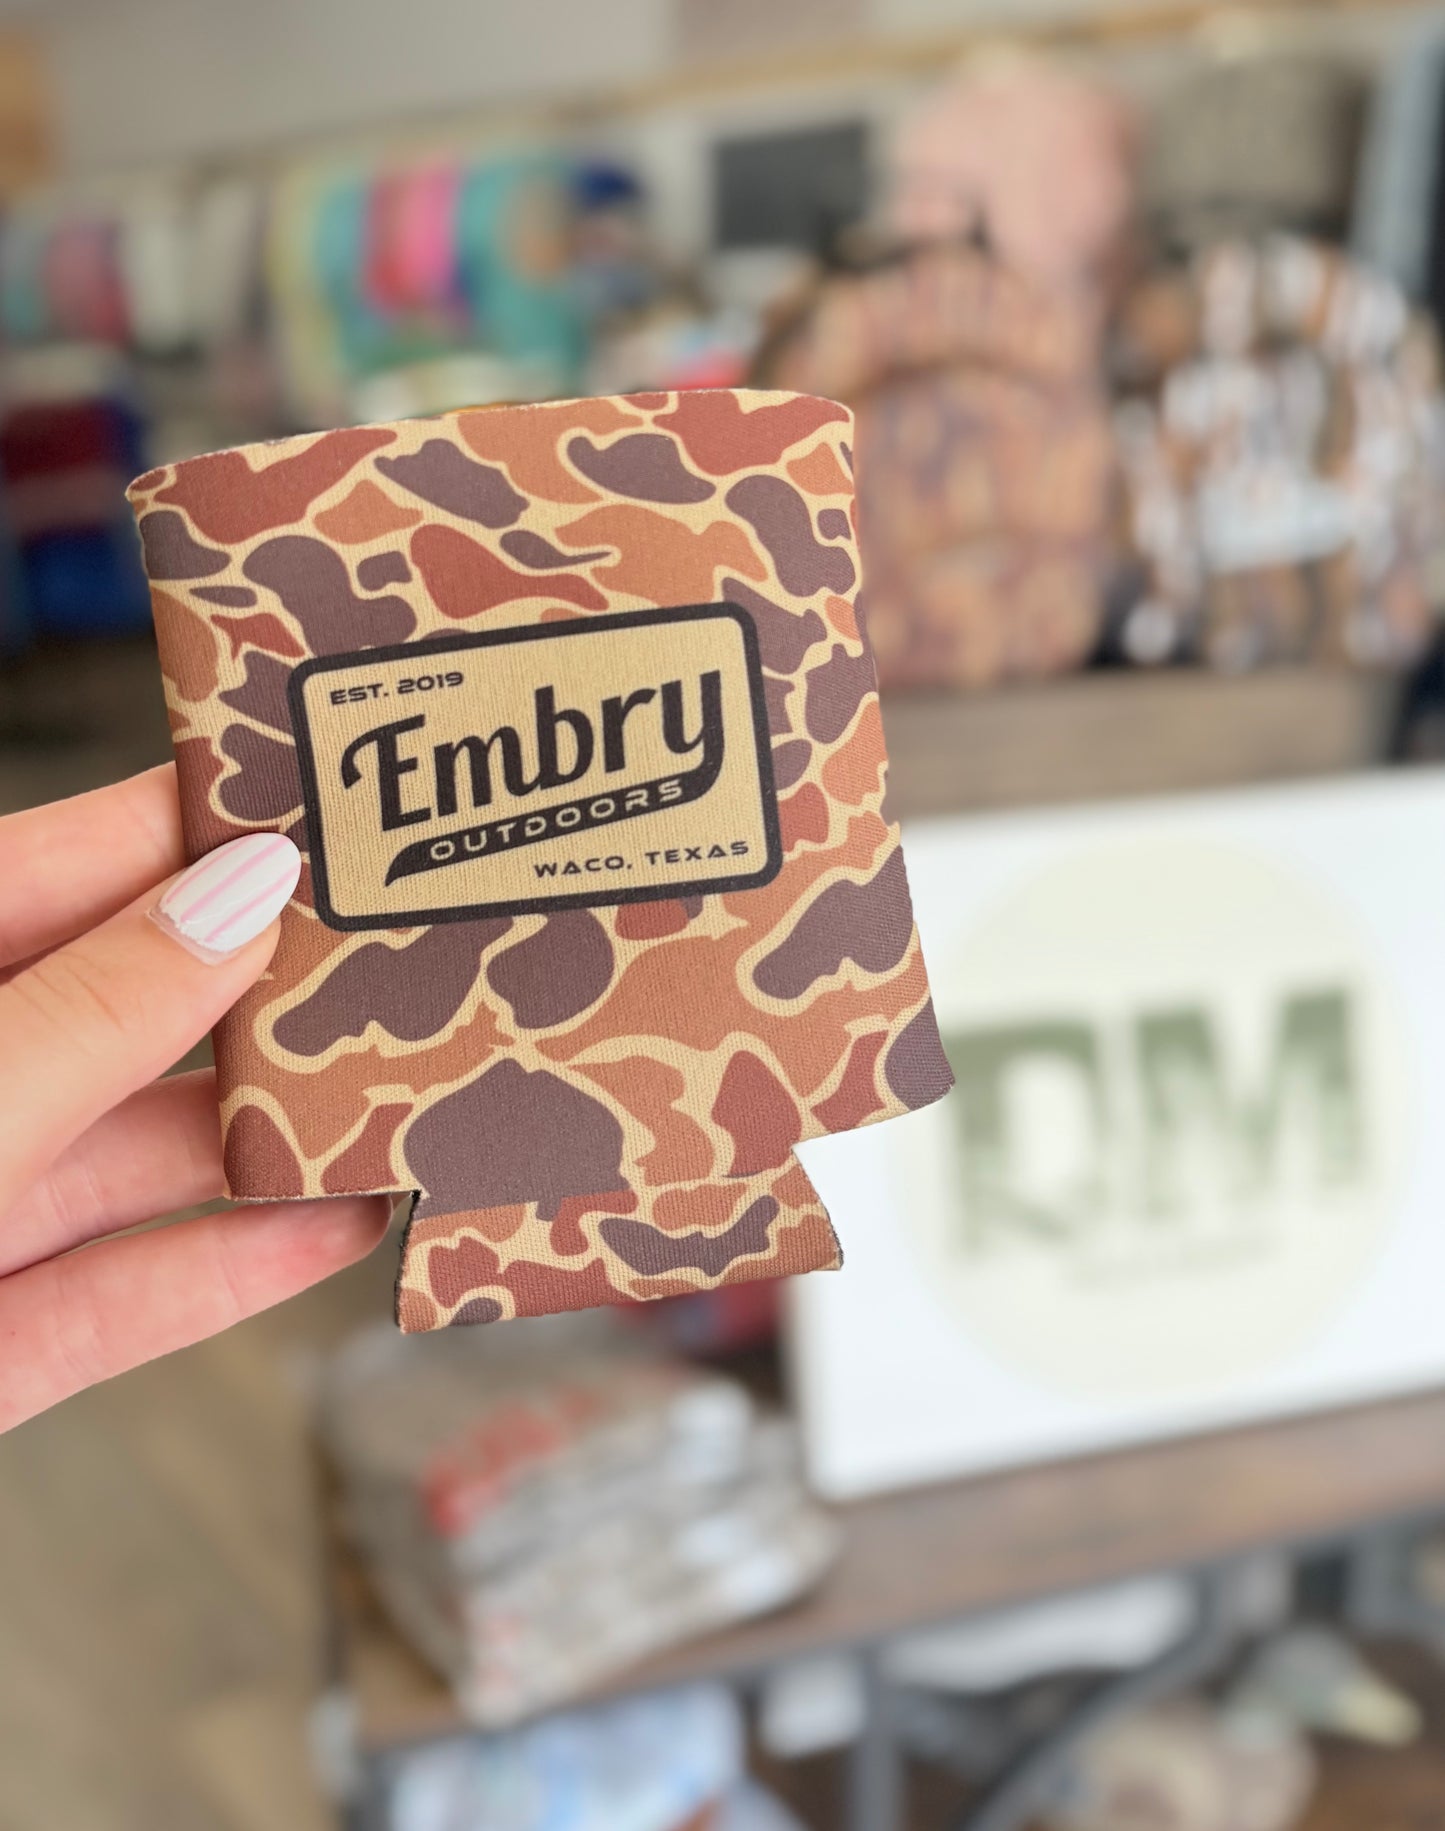 EST. 2019
Embry
OUTDOORS
WACO, TEXAS